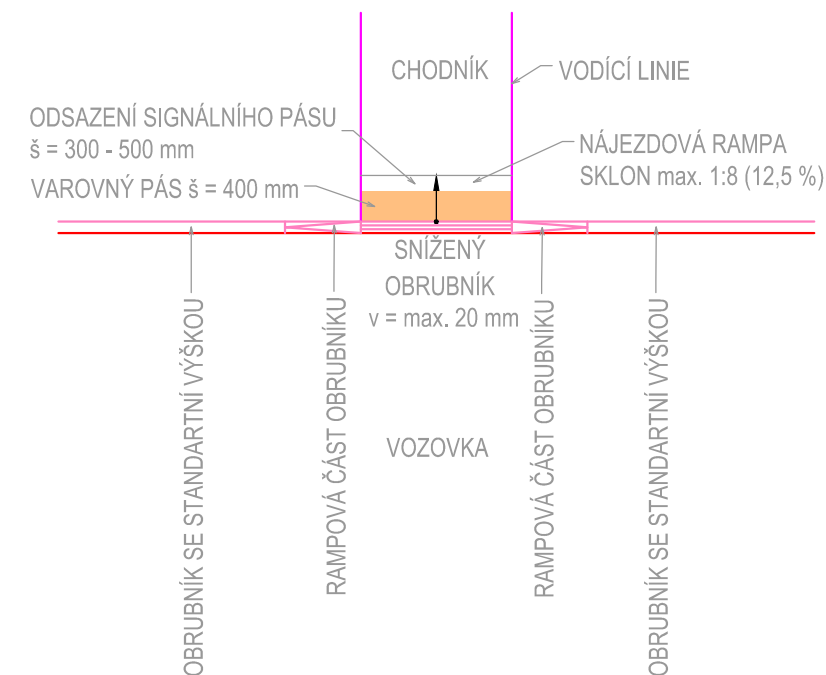 CHODNÍK
VODÍCÍ LINIE
ODSAZENÍ SIGNÁLNÍHO PÁSU
š = 300 - 500 mm
NÁJEZDOVÁ RAMPA
SKLON max. 1:8 (12,5 %)
VAROVNÝ PÁS š = 400 mm
SNÍŽENÝ
OBRUBNÍK
v = max. 20 mm
OBRUBNÍK SE STANDARTNÍ VÝŠKOU
RAMPOVÁ ČÁST OBRUBNÍKU
VOZOVKA
RAMPOVÁ ČÁST OBRUBNÍKU
OBRUBNÍK SE STANDARTNÍ VÝŠKOU